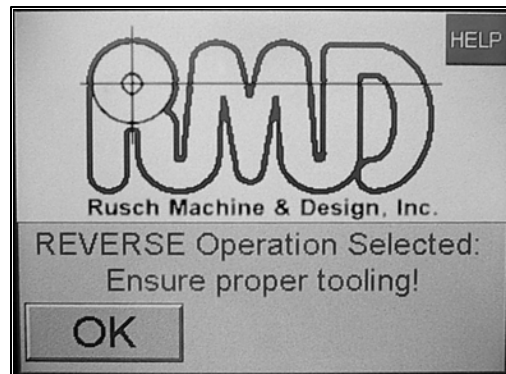 HELP
RMD
Rusch Machine & Design, Inc.
REVERSE Operation Selected:
Ensure proper tooling!
OK